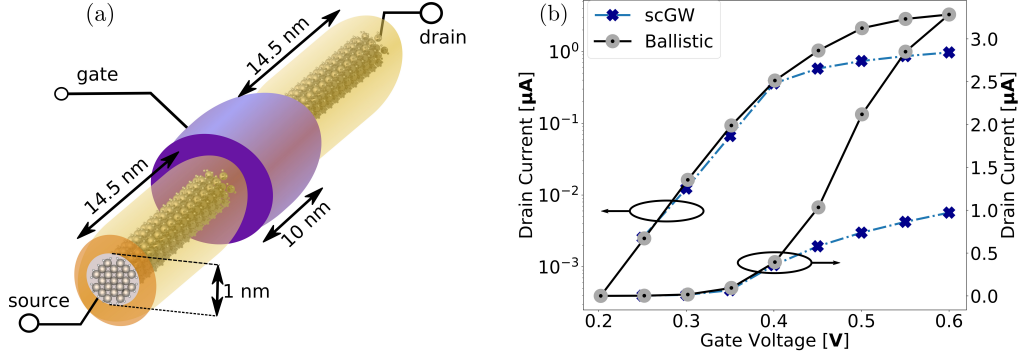 (a)
14.5 nm
drain
gate
14.5 nm
10 nm
source
1 nm
(b)
scGW
Ballistic
Drain Current [μA]
10⁰
10⁻¹
10⁻²
10⁻³
3.0
2.5
2.0
1.5
1.0
0.5
0.0
Drain Current [μA]
0.2 0.3 0.4 0.5 0.6
Gate Voltage [V]